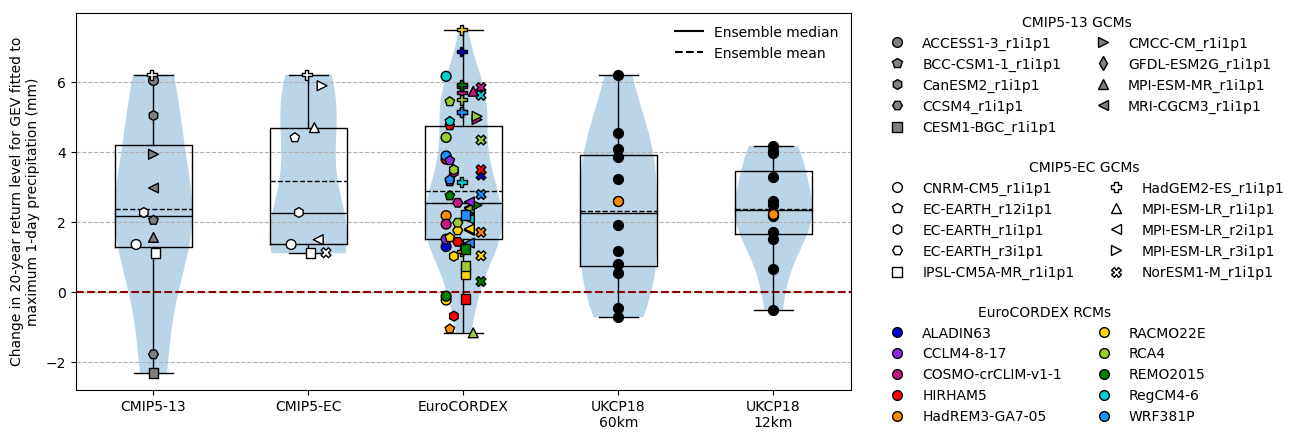 Change in 20-year return level for GEV fitted to
maximum 1-day precipitation (mm)
6
4
2
0
−2
Ensemble median
Ensemble mean
CMIP5-13
CMIP5-EC
EuroCORDEX
UKCP18
60km
UKCP18
12km
CMIP5-13 GCMs
ACCESS1-3_r1i1p1
BCC-CSM1-1_r1i1p1
CanESM2_r1i1p1
CCSM4_r1i1p1
CESM1-BGC_r1i1p1
CMCC-CM_r1i1p1
GFDL-ESM2G_r1i1p1
MPI-ESM-MR_r1i1p1
MRI-CGCM3_r1i1p1
CMIP5-EC GCMs
CNRM-CM5_r1i1p1
EC-EARTH_r12i1p1
EC-EARTH_r1i1p1
EC-EARTH_r3i1p1
IPSL-CM5A-MR_r1i1p1
HadGEM2-ES_r1i1p1
MPI-ESM-LR_r1i1p1
MPI-ESM-LR_r2i1p1
MPI-ESM-LR_r3i1p1
NorESM1-M_r1i1p1
EuroCORDEX RCMs
ALADIN63
CCLM4-8-17
COSMO-crCLIM-v1-1
HIRHAM5
HadREM3-GA7-05
RACMO22E
RCA4
REMO2015
RegCM4-6
WRF381P